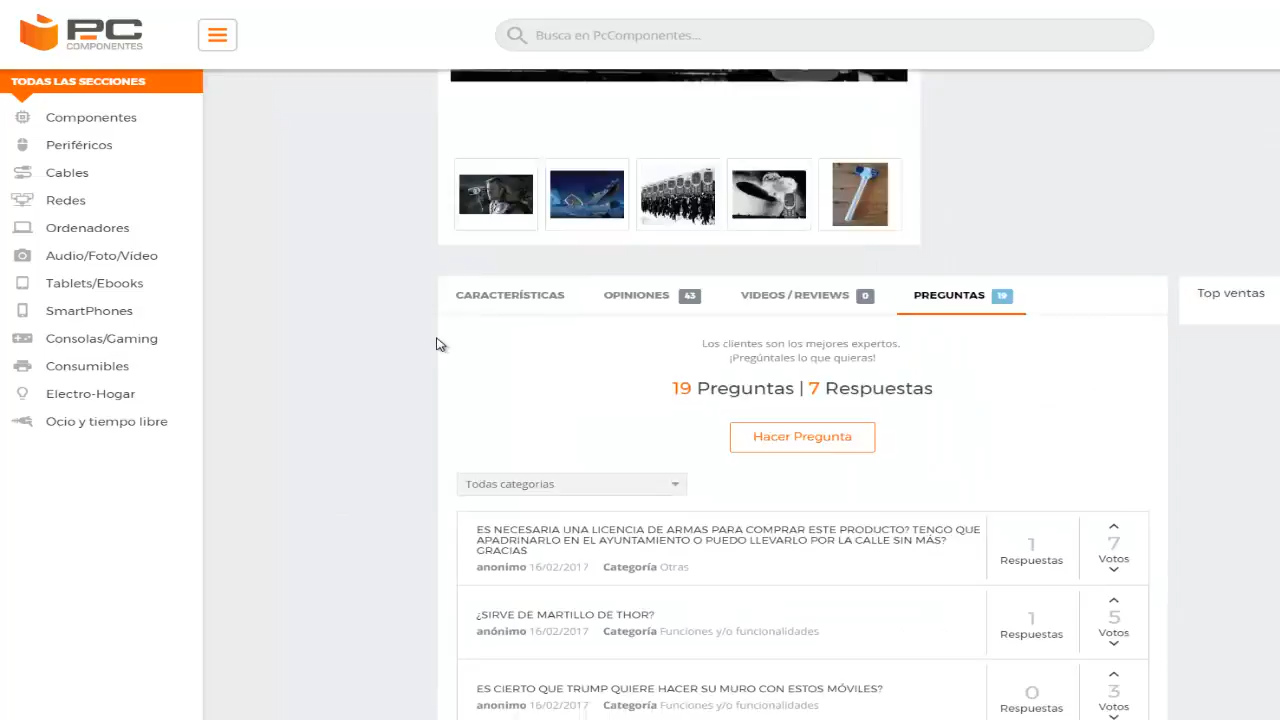 PC
COMPONENTES
Busca en PcComponentes...
TODAS LAS SECCIONES
Componentes
Periféricos
Cables
Redes
Ordenadores
Audio/Foto/Vídeo
Tablets/Ebooks
SmartPhones
Consolas/Gaming
Consumibles
Electro-Hogar
Ocio y tiempo libre
CARACTERÍSTICAS OPINIONES 43 VIDEOS / REVIEWS 0 PREGUNTAS 19
Top ventas
Los clientes son los mejores expertos.
¡Pregúntales lo que quieras!
19 Preguntas | 7 Respuestas
Hacer Pregunta
Todas categorias
ES NECESARIA UNA LICENCIA DE ARMAS PARA COMPRAR ESTE PRODUCTO? TENGO QUE
APADRINARLO EN EL AYUNTAMIENTO O PUEDO LLEVARLO POR LA CALLE SIN MÁS?
GRACIAS
anonimo 16/02/2017 Categoría Otras
1
Respuestas
7
Votos
¿SIRVE DE MARTILLO DE THOR?
anónimo 16/02/2017 Categoría Funciones y/o funcionalidades
1
Respuestas
5
Votos
ES CIERTO QUE TRUMP QUIERE HACER SU MURO CON ESTOS MÓVILES?
anonimo 16/02/2017 Categoría Funciones y/o funcionalidades
0
Respuestas
3
Votos